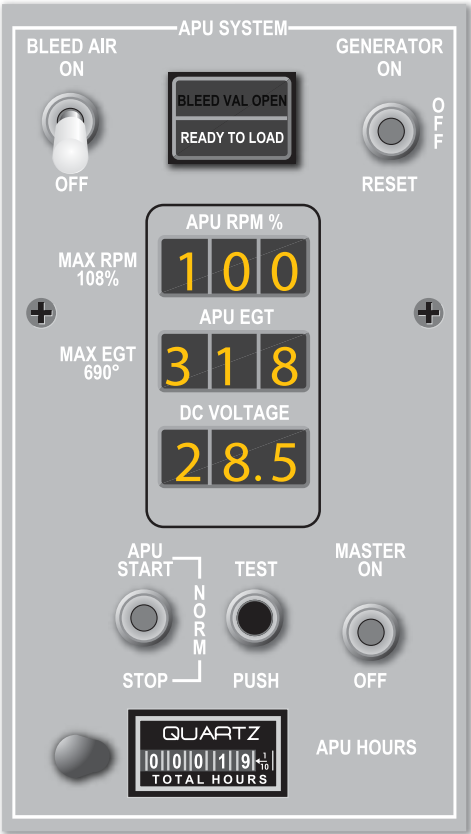 APU SYSTEM
BLEED AIR
ON
OFF
BLEED VAL OPEN
READY TO LOAD
GENERATOR
ON
OFF
RESET
APU RPM %
MAX RPM
108%
100
APU EGT
MAX EGT
690°
318
DC VOLTAGE
28.5
APU
START
NORM
STOP
TEST
PUSH
MASTER
ON
OFF
QUARTZ
00019 1/10
TOTAL HOURS
APU HOURS